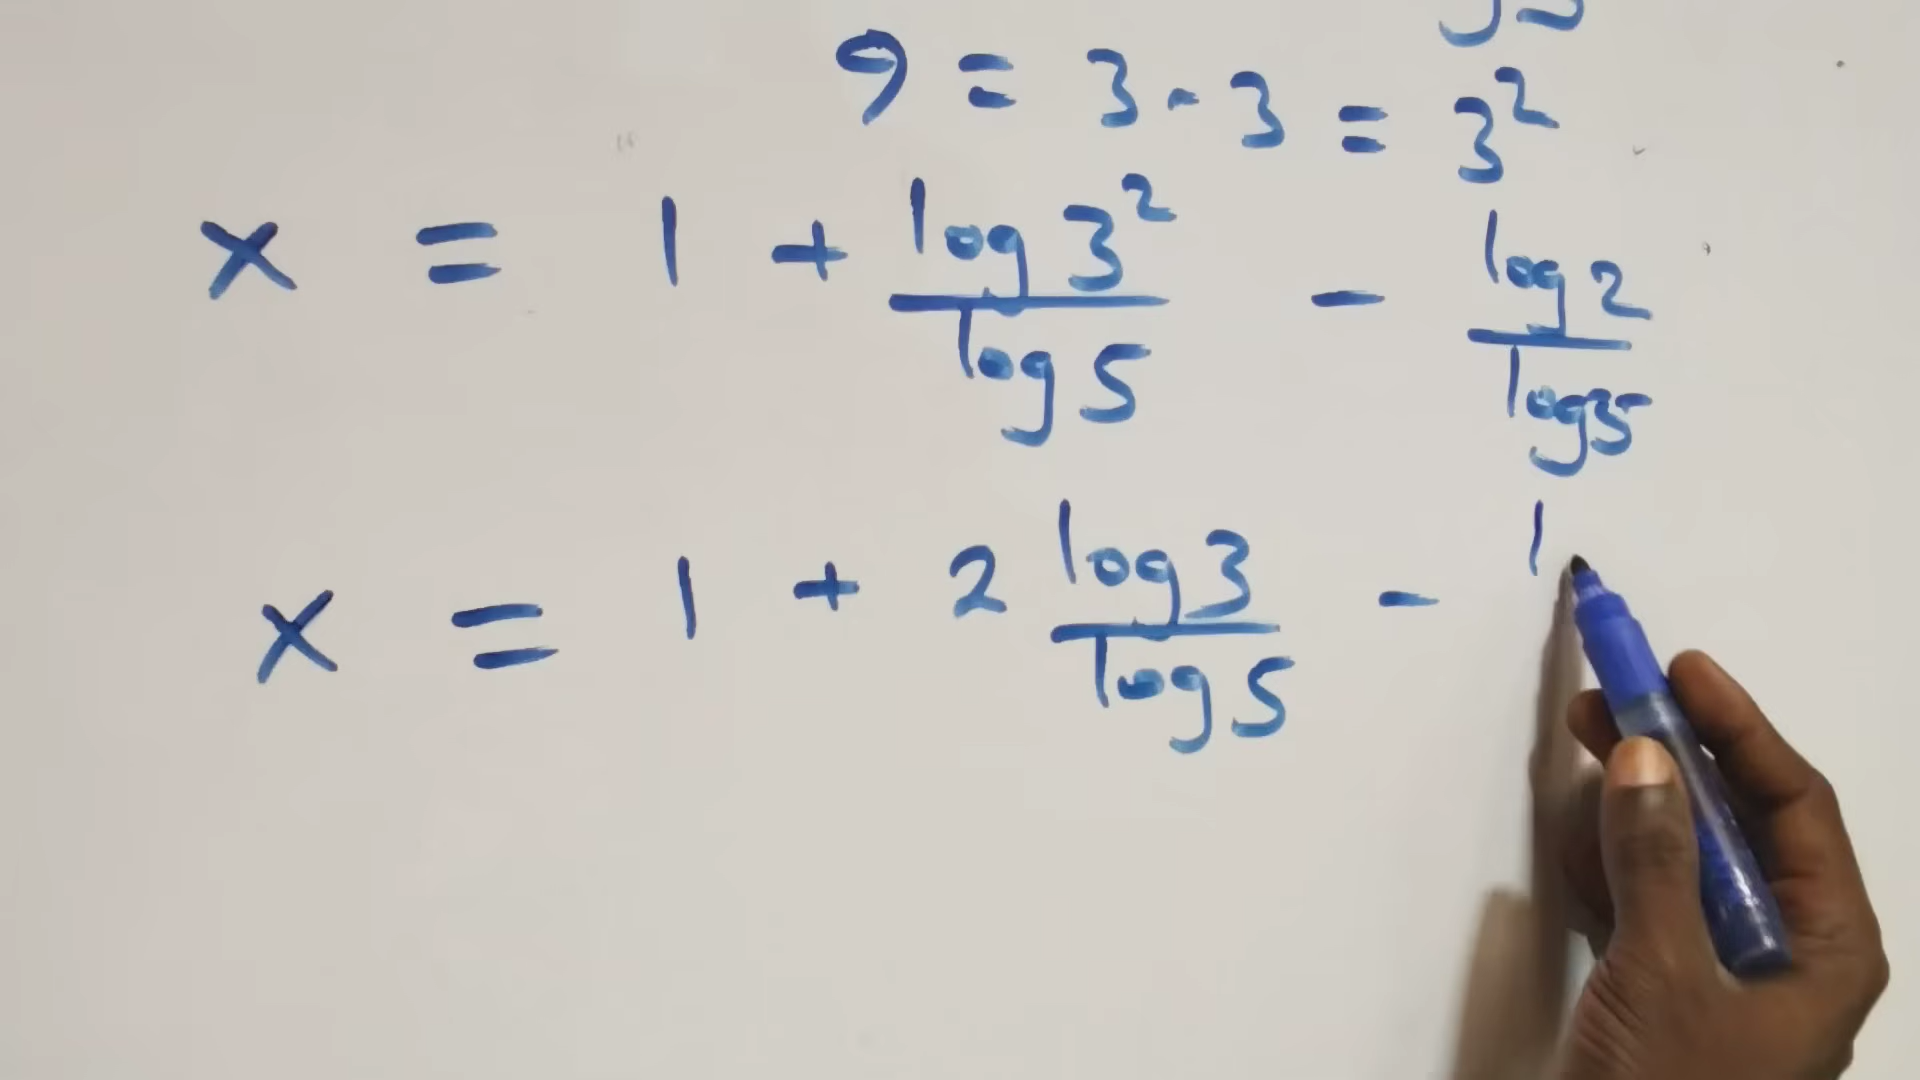 9 = 3 · 3 = 3²
x = 1 + log 3² / log 5 - log 2 / log 5
x = 1 + 2 log 3 / log 5 - l